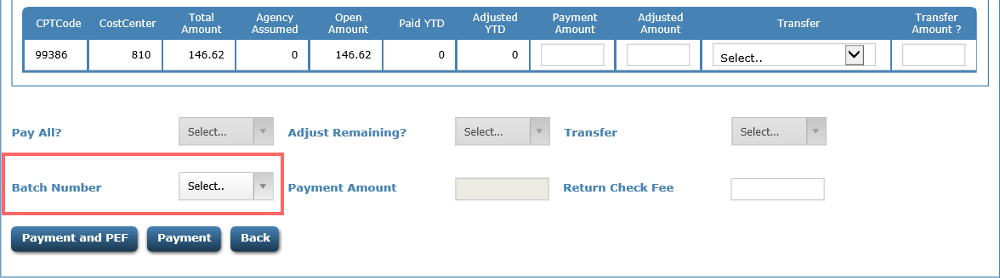 CPTCode CostCenter Total Amount Agency Assumed Open Amount Paid YTD Adjusted YTD Payment Amount Adjusted Amount Transfer Transfer Amount ?
99386 810 146.62 0 146.62 0 0 Select..
Pay All? Select... Adjust Remaining? Select... Transfer Select...
Batch Number Select.. Payment Amount Return Check Fee
Payment and PEF Payment Back